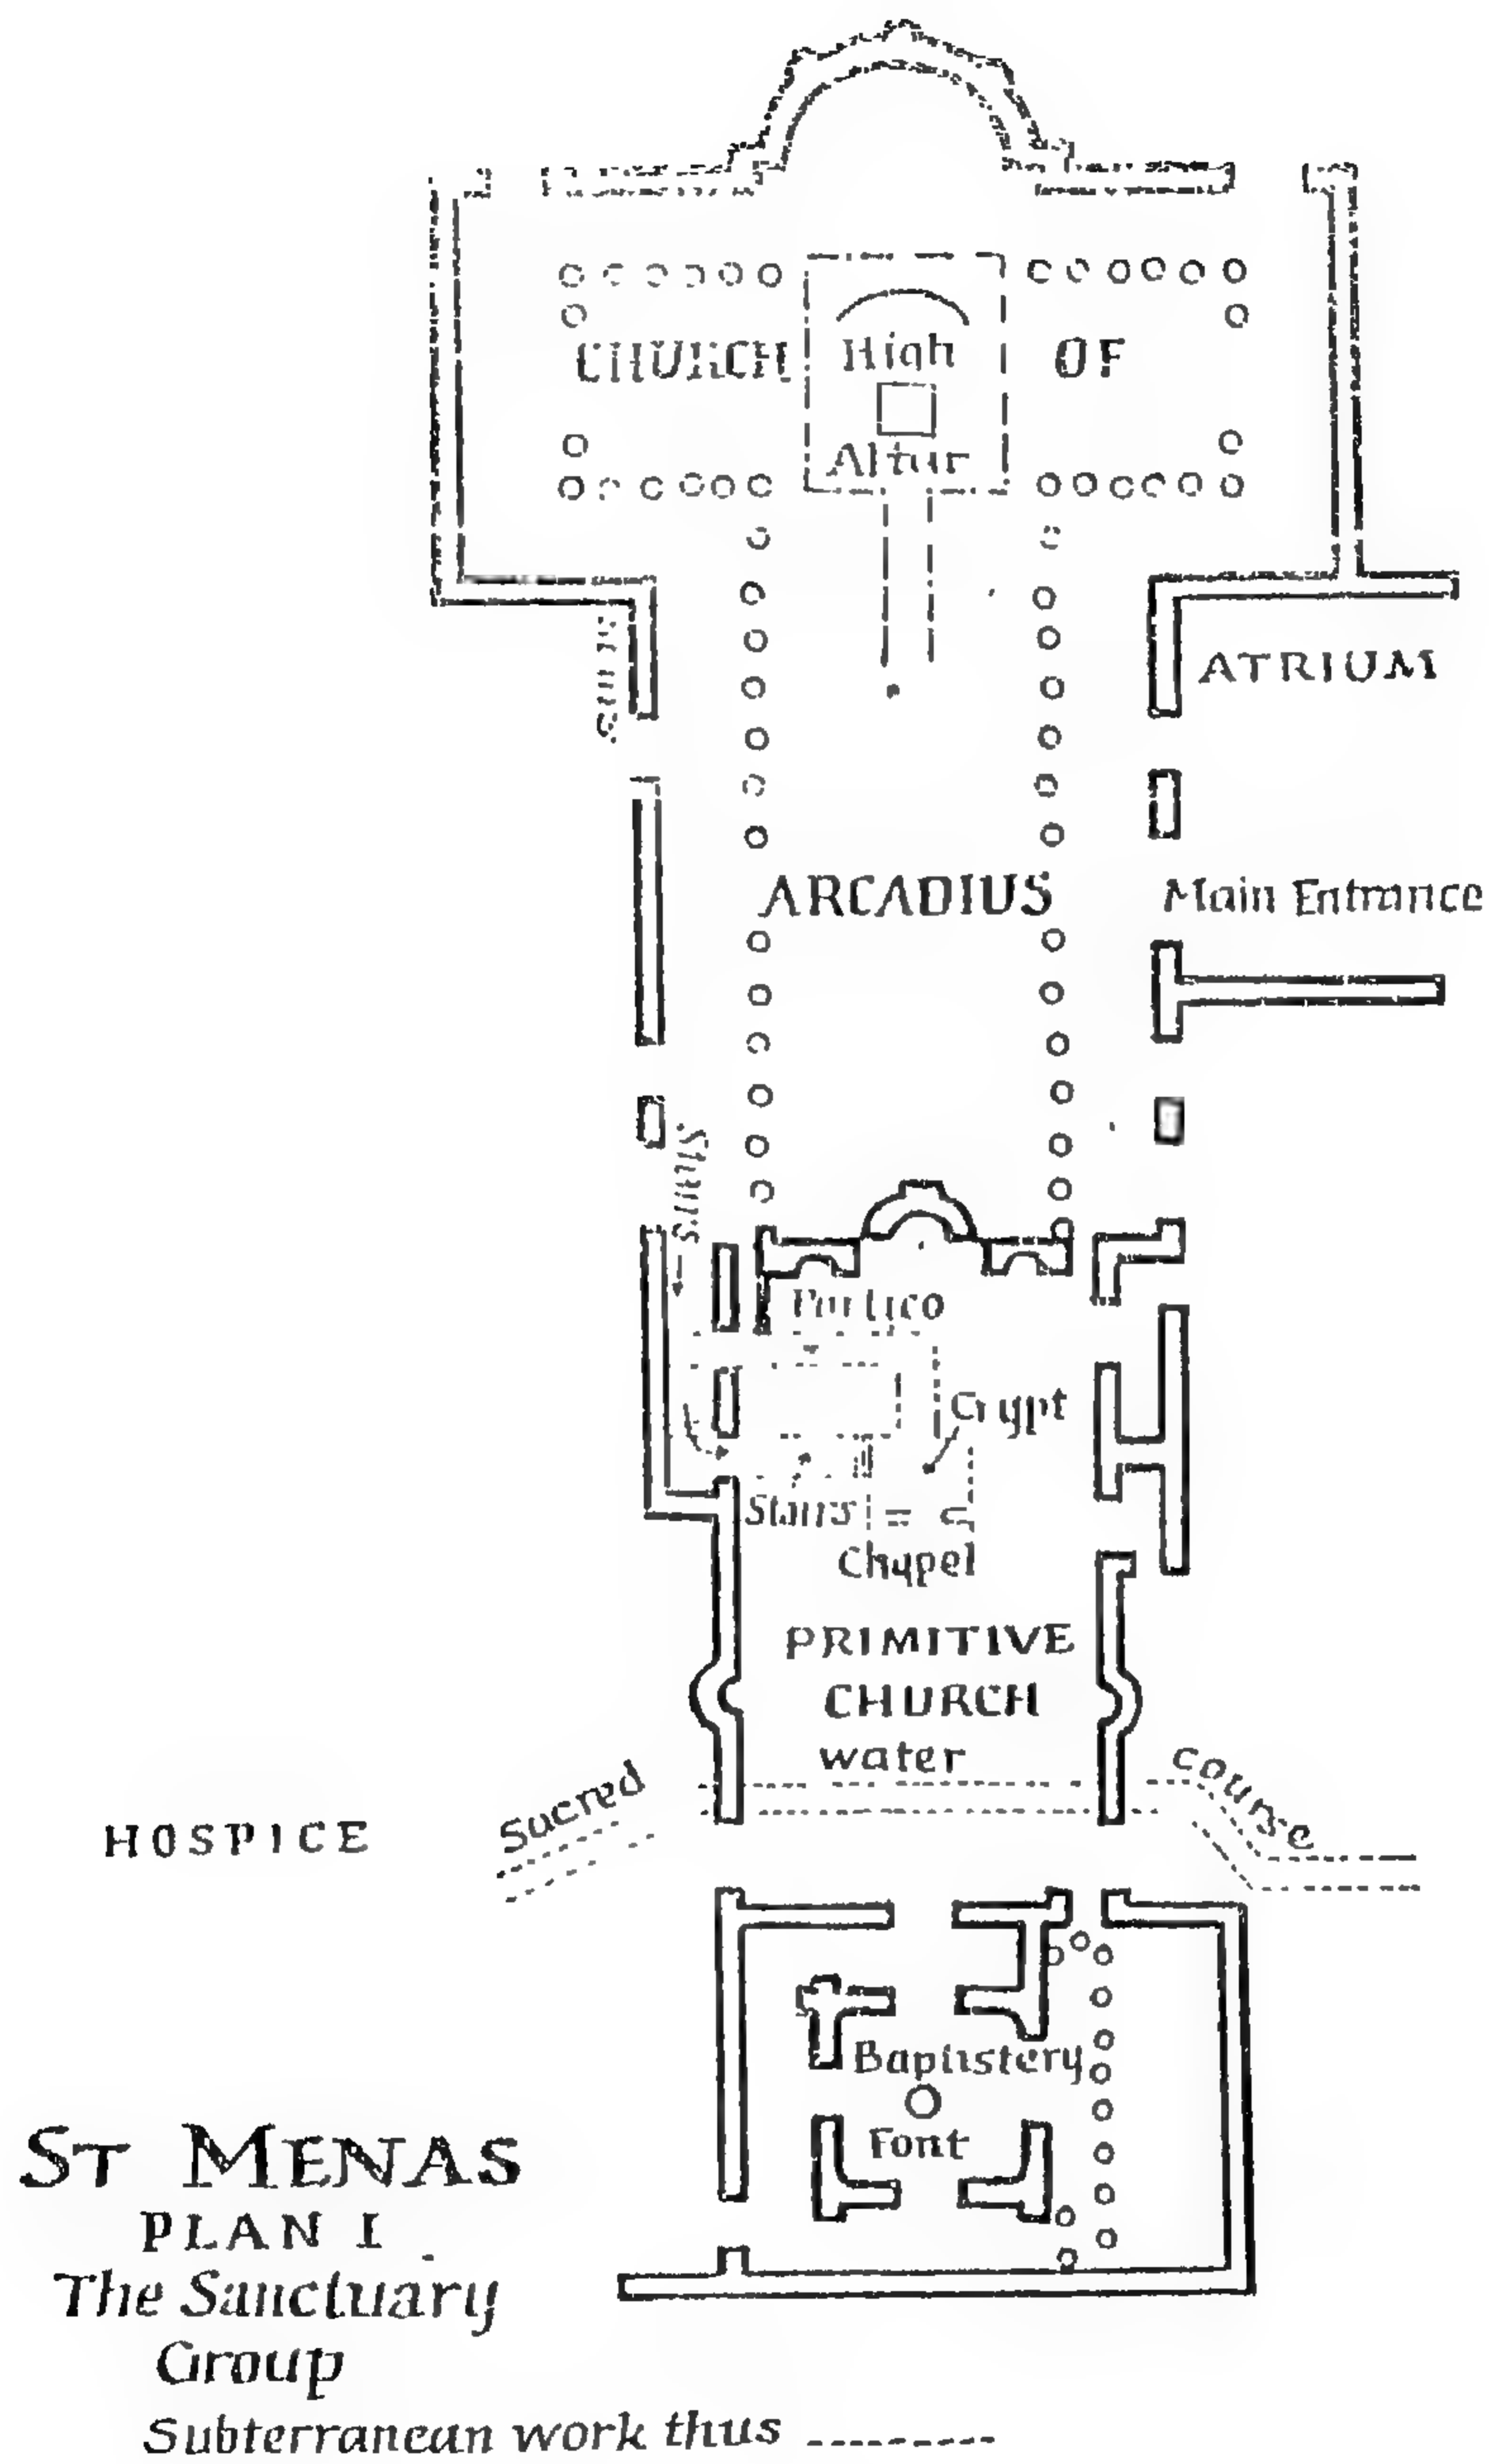 CHURCH OF
High
Altar
Stairs
ATRIUM
ARCADIUS
Main Entrance
Stairs
Portico
Crypt
Stairs
Chapel
PRIMITIVE
CHURCH
Sacred water course
HOSPICE
Baptistery
Font
ST MENAS
PLAN I
The Sanctuary
Group
Subterranean work thus